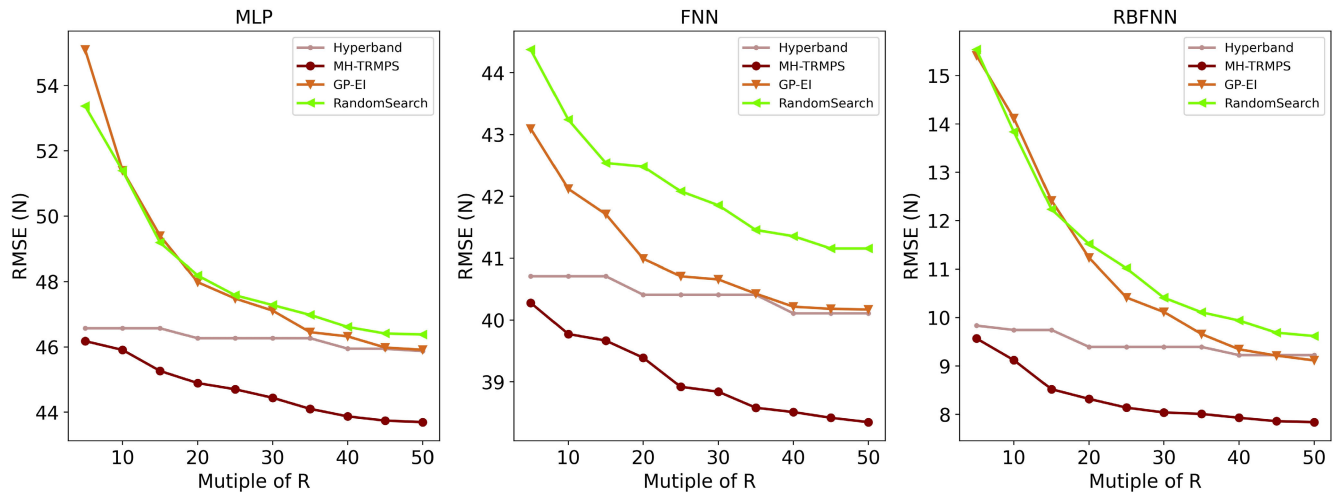 MLP
RMSE (N)
54
52
50
48
46
44
10 20 30 40 50
Mutiple of R
Hyperband
MH-TRMPS
GP-EI
RandomSearch
FNN
RMSE (N)
44
43
42
41
40
39
10 20 30 40 50
Mutiple of R
Hyperband
MH-TRMPS
GP-EI
RandomSearch
RBFNN
RMSE (N)
15
14
13
12
11
10
9
8
10 20 30 40 50
Mutiple of R
Hyperband
MH-TRMPS
GP-EI
RandomSearch